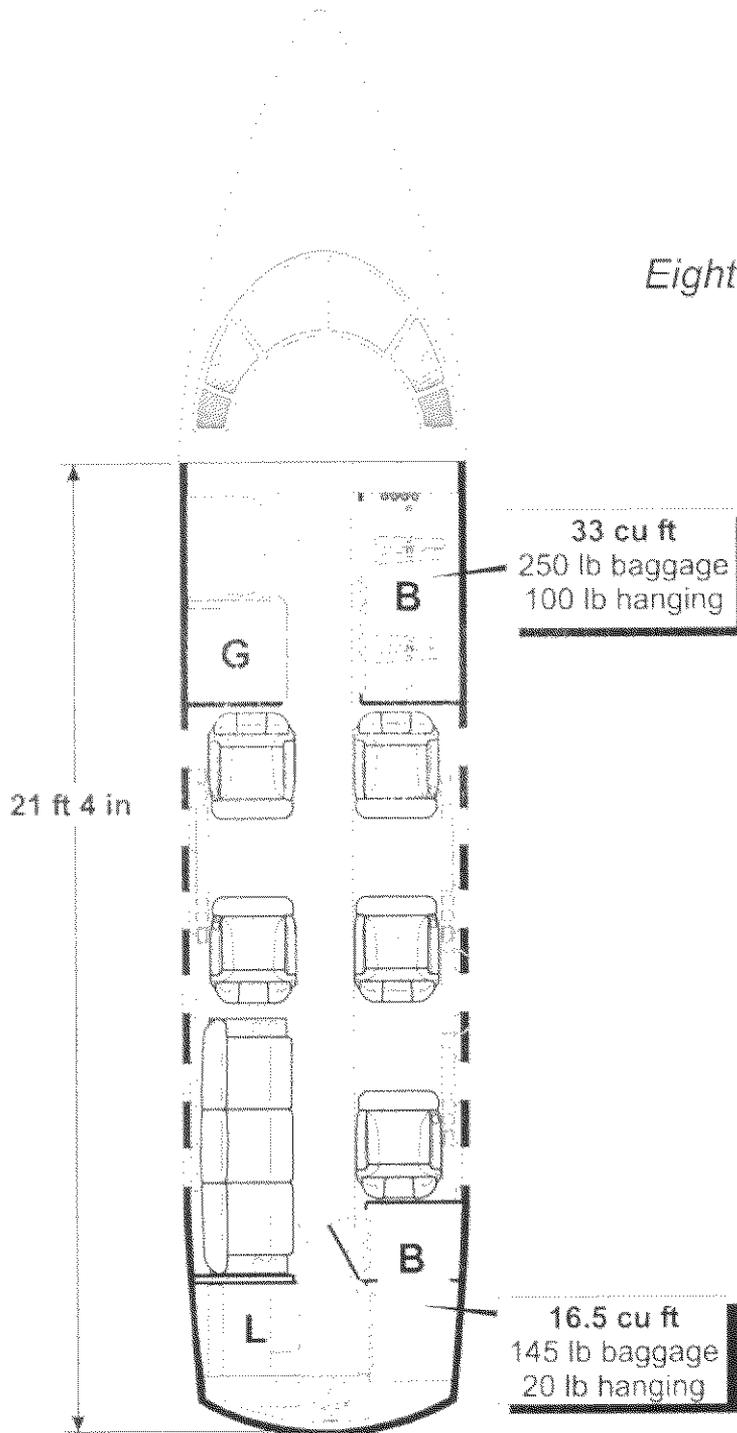 Eight
33 cu ft
250 lb baggage
100 lb hanging
B
G
21 ft 4 in
B
L
16.5 cu ft
145 lb baggage
20 lb hanging